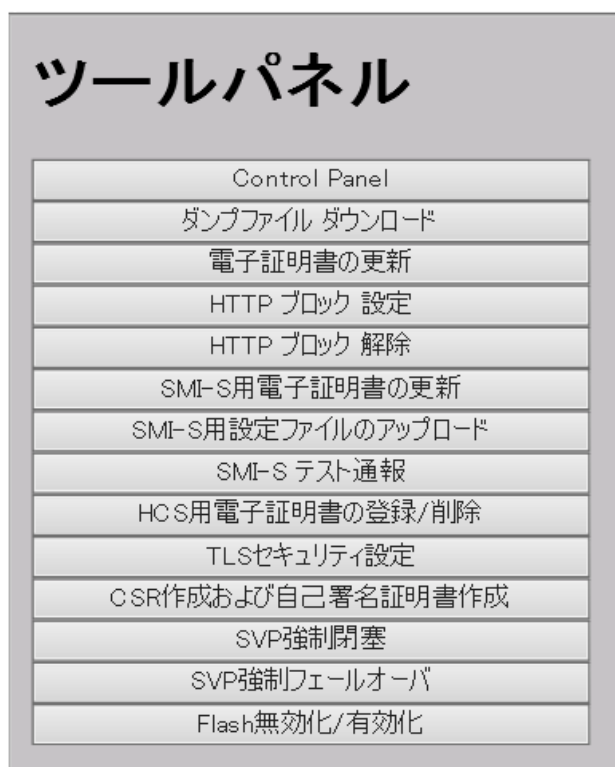 ツールパネル
Control Panel
ダンプファイル ダウンロード
電子証明書の更新
HTTP ブロック 設定
HTTP ブロック 解除
SMI-S用電子証明書の更新
SMI-S用設定ファイルのアップロード
SMI-S テスト通報
HCS用電子証明書の登録/削除
TLSセキュリティ設定
CSR作成および自己署名証明書作成
SVP強制閉塞
SVP強制フェールオーバ
Flash無効化/有効化